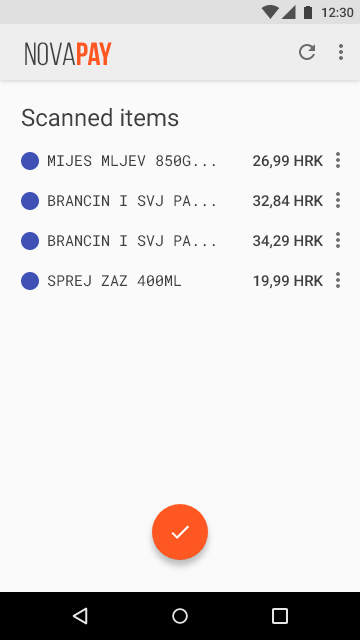 12:30
NOVAPAY
Scanned items
MIJES MLJEV 850G... 26,99 HRK
BRANCIN I SVJ PA... 32,84 HRK
BRANCIN I SVJ PA... 34,29 HRK
SPREJ ZAZ 400ML 19,99 HRK